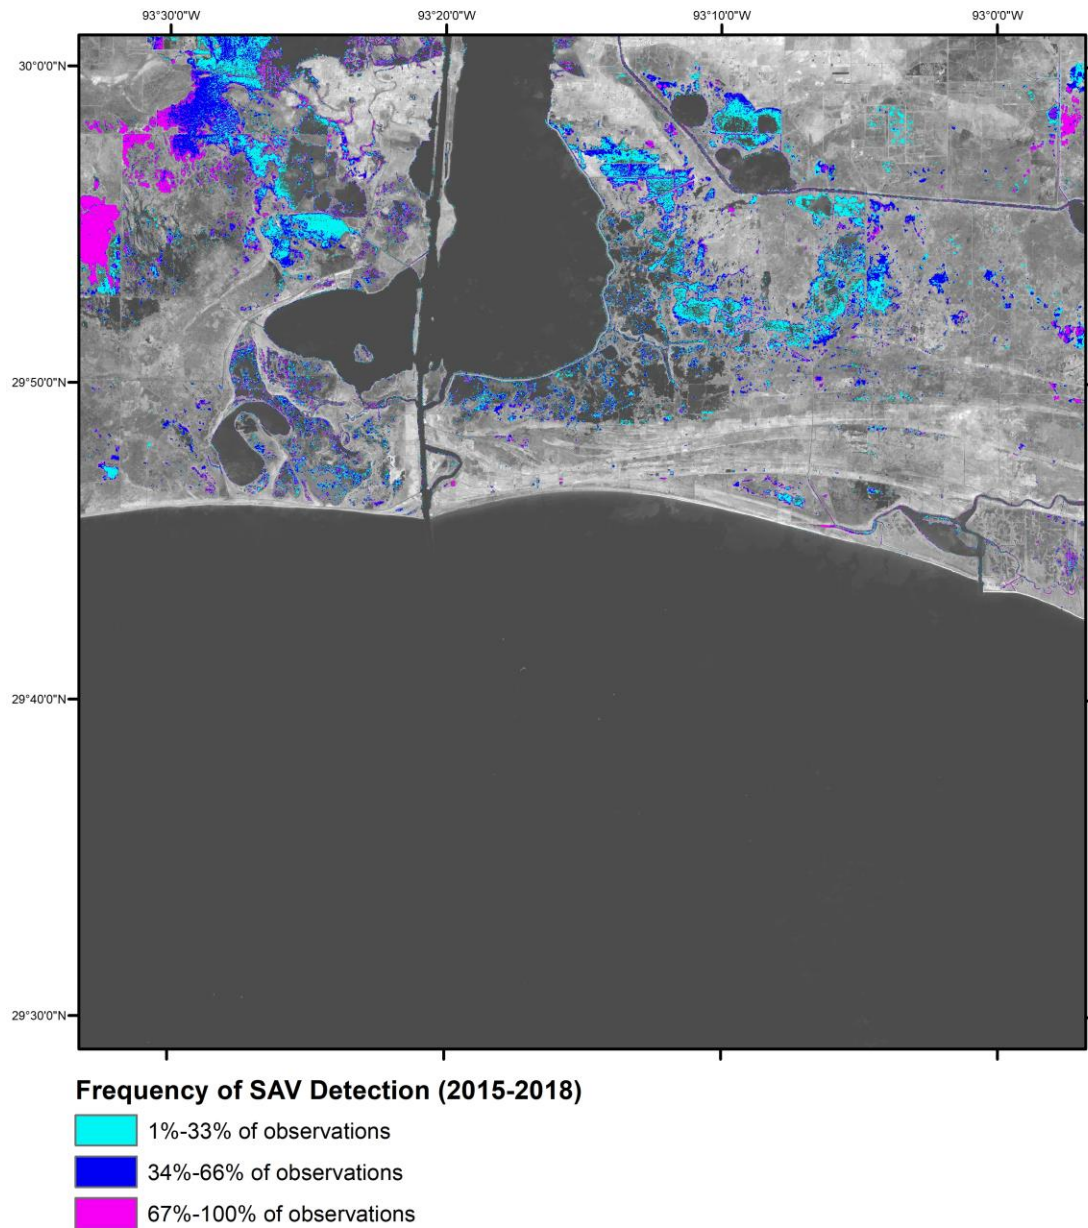 93°30'0"W 93°20'0"W 93°10'0"W 93°0'0"W
30°0'0"N
29°50'0"N
29°40'0"N
29°30'0"N
Frequency of SAV Detection (2015-2018)
1%-33% of observations
34%-66% of observations
67%-100% of observations